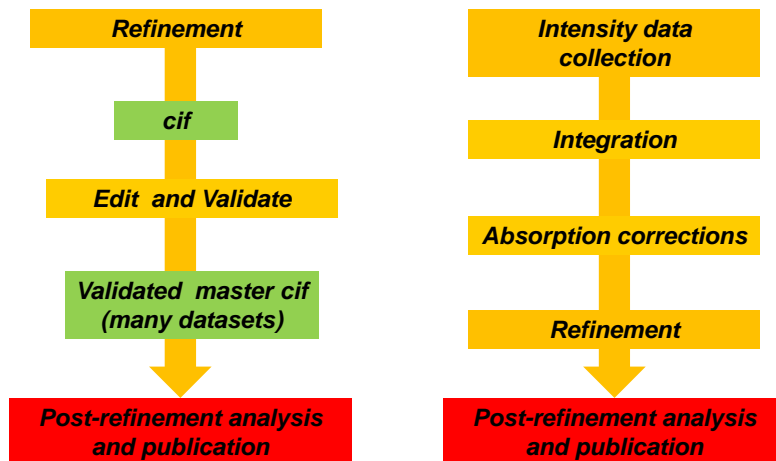 Refinement
cif
Edit and Validate
Validated master cif
(many datasets)
Post-refinement analysis
and publication
Intensity data
collection
Integration
Absorption corrections
Refinement
Post-refinement analysis
and publication